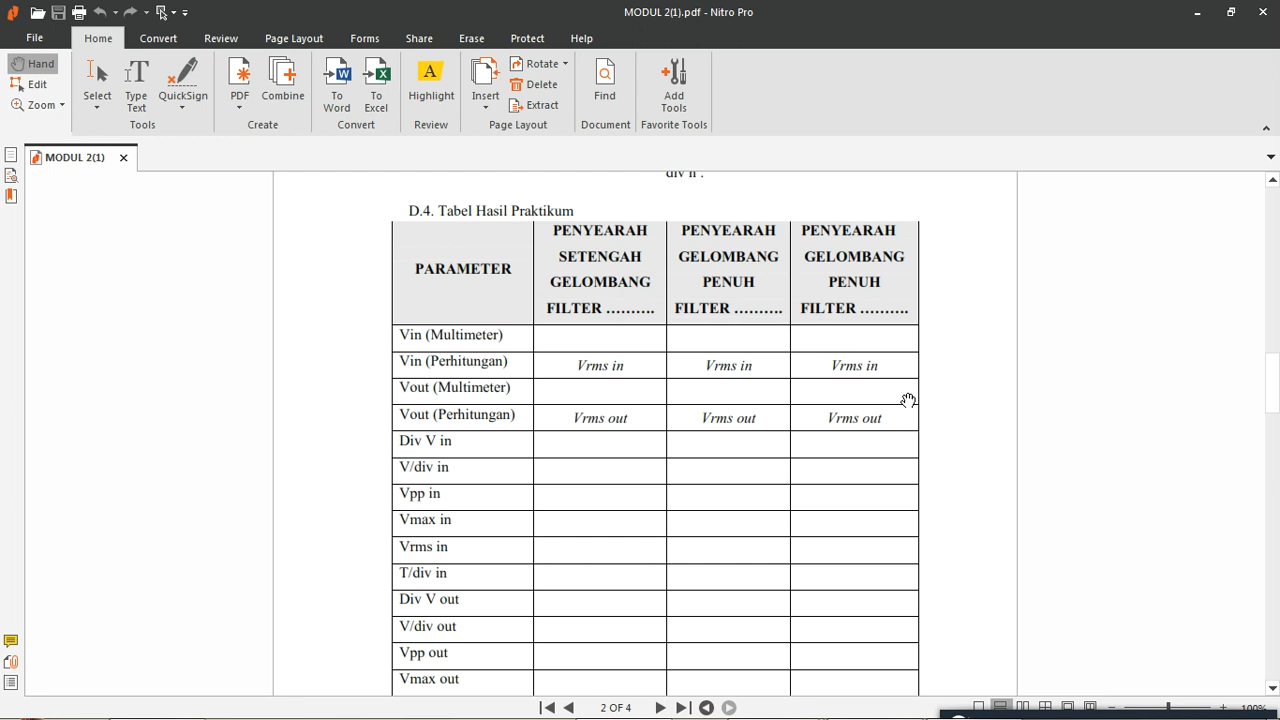 MODUL 2(1).pdf - Nitro Pro
File Home Convert Review Page Layout Forms Share Erase Protect Help
Hand
Edit
Zoom
Select
Type Text
QuickSign
Tools
PDF
Combine
Create
To Word
To Excel
Convert
Highlight
Review
Insert
Rotate
Delete
Extract
Page Layout
Find
Document
Add Tools
Favorite Tools
MODUL 2(1)
D.4. Tabel Hasil Praktikum
PARAMETER
PENYEARAH SETENGAH GELOMBANG FILTER ..........
PENYEARAH GELOMBANG PENUH FILTER ..........
PENYEARAH GELOMBANG PENUH FILTER ..........
Vin (Multimeter)
Vin (Perhitungan) Vrms in Vrms in Vrms in
Vout (Multimeter)
Vout (Perhitungan) Vrms out Vrms out Vrms out
Div V in
V/div in
Vpp in
Vmax in
Vrms in
T/div in
Div V out
V/div out
Vpp out
Vmax out
2 OF 4
100%